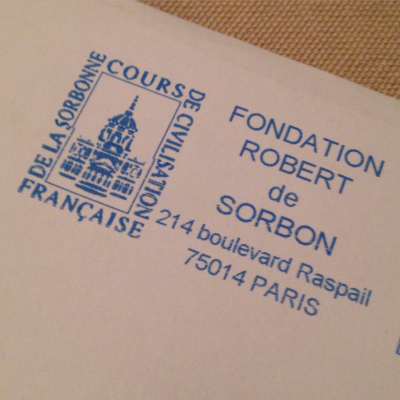 COURS
DE CIVILISATION
FRANÇAISE
DE LA SORBONNE
FONDATION
ROBERT
de
SORBON
214 boulevard Raspail
75014 PARIS